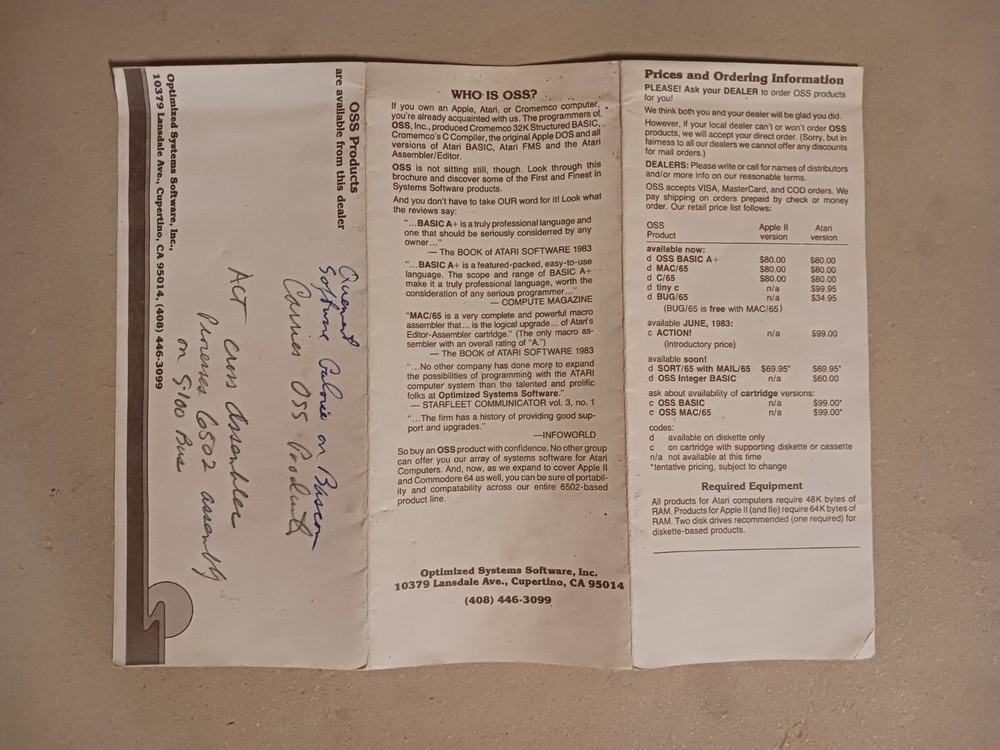 OSS Products
are available from this dealer
Software Galorie on Bascom
Carries OSS Products
ACT cross Assembler
Processes 6502 assembly
on S-100 Bus
Optimized Systems Software, Inc.,
10379 Lansdale Ave., Cupertino, CA 95014, (408) 446-3099
WHO IS OSS?
If you own an Apple, Atari, or Cromemco computer,
you're already acquainted with us. The programmers of
OSS, Inc., produced Cromemco 32K Structured BASIC,
Cromemco's C Compiler, the original Apple DOS and all
versions of Atari BASIC, Atari FMS and the Atari
Assembler/Editor.
OSS is not sitting still, though. Look through this
brochure and discover some of the First and Finest in
Systems Software products.
And you don't have to take OUR word for it! Look what
the reviews say:
"...BASIC A+ is a truly professional language and
one that should be seriously considerred by any
owner..."
— The BOOK of ATARI SOFTWARE 1983
"...BASIC A+ is a featured-packed, easy-to-use
language. The scope and range of BASIC A+
make it a truly professional language, worth the
consideration of any serious programmer..."
— COMPUTE MAGAZINE
"MAC/65 is a very complete and powerful macro
assembler that... is the logical upgrade... of Atari's
Editor-Assembler cartridge." (The only macro as-
sembler with an overall rating of "A.")
— The BOOK of ATARI SOFTWARE 1983
"...No other company has done more to expand
the possibilities of programming with the ATARI
computer system than the talented and prolific
folks at Optimized Systems Software."
— STARFLEET COMMUNICATOR vol. 3, no. 1
"...The firm has a history of providing good sup-
port and upgrades."
—INFOWORLD
So buy an OSS product with confidence. No other group
can offer you our array of systems software for Atari
Computers. And, now, as we expand to cover Apple II
and Commodore 64 as well, you can be sure of portabil-
ity and compatability across our entire 6502-based
product line.
Optimized Systems Software, Inc.
10379 Lansdale Ave., Cupertino, CA 95014
(408) 446-3099
Prices and Ordering Information
PLEASE! Ask your DEALER to order OSS products
for you!
We think both you and your dealer will be glad you did.
However, if your local dealer can't or won't order OSS
products, we will accept your direct order. (Sorry, but in
fairness to all our dealers we cannot offer any discounts
for mail orders.)
DEALERS: Please write or call for names of distributors
and/or more info on our reasonable terms.
OSS accepts VISA, MasterCard, and COD orders. We
pay shipping on orders prepaid by check or money
order. Our retail price list follows:
OSS Apple II Atari
Product version version
available now:
d OSS BASIC A+ $80.00 $80.00
d MAC/65 $80.00 $80.00
d C/65 $80.00 $80.00
d tiny c n/a $99.95
d BUG/65 n/a $34.95
(BUG/65 is free with MAC/65)
available JUNE, 1983:
c ACTION! n/a $99.00
(introductory price)
available soon!
d SORT/65 with MAIL/65 $69.95* $69.95*
d OSS Integer BASIC n/a $60.00
ask about availability of cartridge versions:
c OSS BASIC n/a $99.00*
c OSS MAC/65 n/a $99.00*
codes:
d available on diskette only
c on cartridge with supporting diskette or cassette
n/a not available at this time
*tentative pricing, subject to change
Required Equipment
All products for Atari computers require 48K bytes of
RAM. Products for Apple II (and IIe) require 64K bytes of
RAM. Two disk drives recommended (one required) for
diskette-based products.